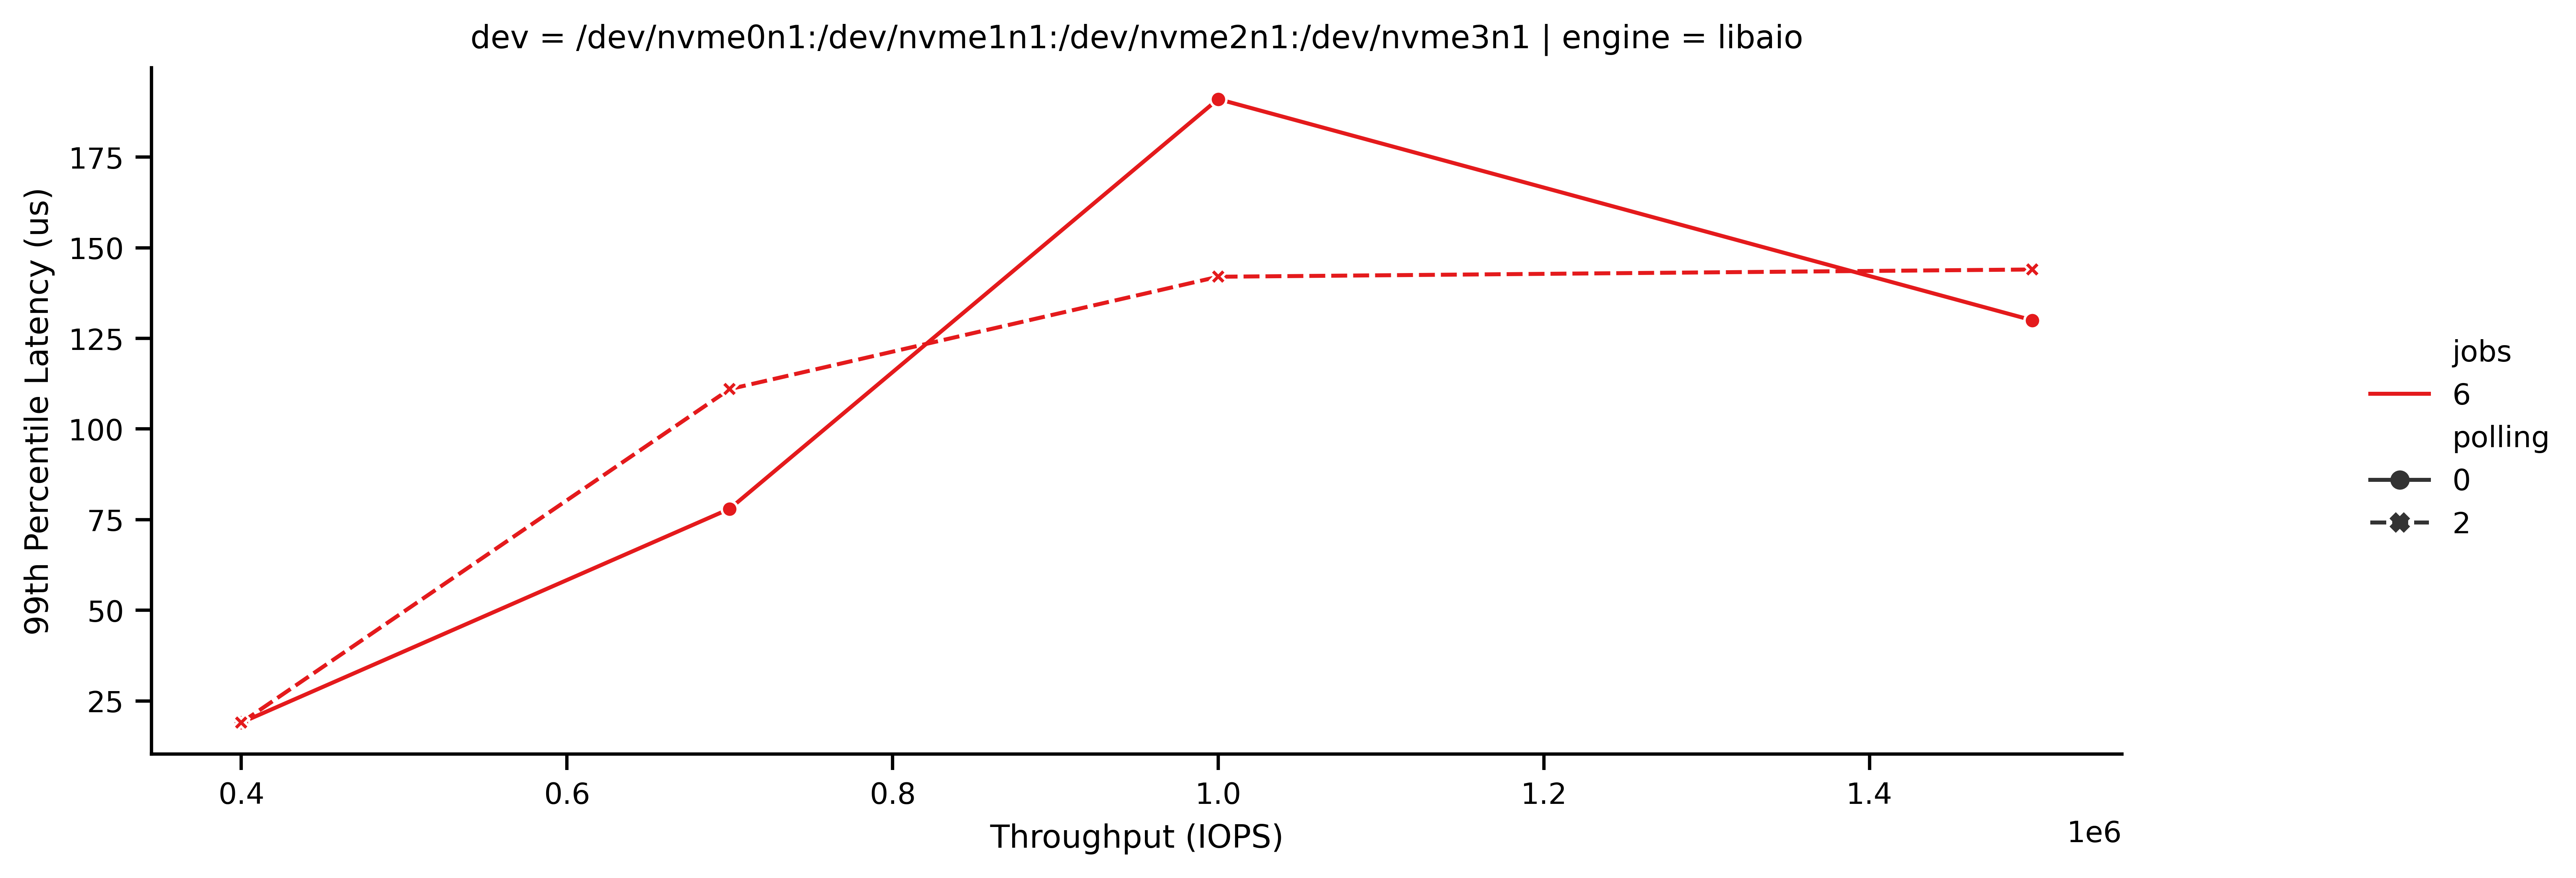 dev = /dev/nvme0n1:/dev/nvme1n1:/dev/nvme2n1:/dev/nvme3n1 | engine = libaio
99th Percentile Latency (us)
175
150
125
100
75
50
25
0.4 0.6 0.8 1.0 1.2 1.4
1e6
Throughput (IOPS)
jobs
6
polling
0
2